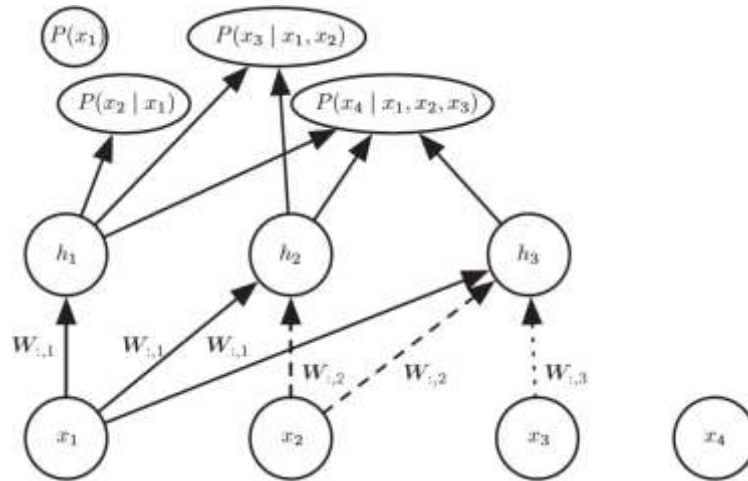 P(x₁)
P(x₃ | x₁, x₂)
P(x₂ | x₁)
P(x₄ | x₁, x₂, x₃)
h₁
h₂
h₃
W:,₁
W:,₁
W:,₁
W:,₂
W:,₂
W:,₃
x₁
x₂
x₃
x₄